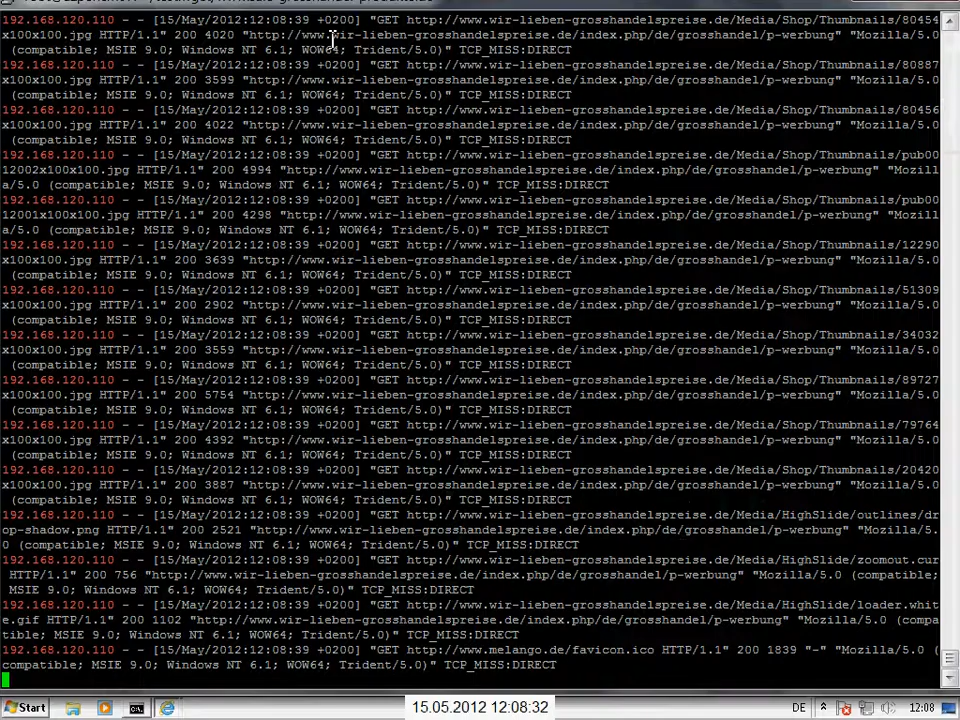 192.168.120.110 - - [15/May/2012:12:08:39 +0200] "GET http://www.wir-lieben-grosshandelspreise.de/Media/Shop/Thumbnails/80454
x100x100.jpg HTTP/1.1" 200 4020 "http://www.wir-lieben-grosshandelspreise.de/index.php/de/grosshandel/p-werbung" "Mozilla/5.0
(compatible; MSIE 9.0; Windows NT 6.1; WOW64; Trident/5.0)" TCP_MISS:DIRECT
192.168.120.110 - - [15/May/2012:12:08:39 +0200] "GET http://www.wir-lieben-grosshandelspreise.de/Media/Shop/Thumbnails/80887
x100x100.jpg HTTP/1.1" 200 3599 "http://www.wir-lieben-grosshandelspreise.de/index.php/de/grosshandel/p-werbung" "Mozilla/5.0
(compatible; MSIE 9.0; Windows NT 6.1; WOW64; Trident/5.0)" TCP_MISS:DIRECT
192.168.120.110 - - [15/May/2012:12:08:39 +0200] "GET http://www.wir-lieben-grosshandelspreise.de/Media/Shop/Thumbnails/80456
x100x100.jpg HTTP/1.1" 200 4022 "http://www.wir-lieben-grosshandelspreise.de/index.php/de/grosshandel/p-werbung" "Mozilla/5.0
(compatible; MSIE 9.0; Windows NT 6.1; WOW64; Trident/5.0)" TCP_MISS:DIRECT
192.168.120.110 - - [15/May/2012:12:08:39 +0200] "GET http://www.wir-lieben-grosshandelspreise.de/Media/Shop/Thumbnails/pub00
12002x100x100.jpg HTTP/1.1" 200 4994 "http://www.wir-lieben-grosshandelspreise.de/index.php/de/grosshandel/p-werbung" "Mozill
a/5.0 (compatible; MSIE 9.0; Windows NT 6.1; WOW64; Trident/5.0)" TCP_MISS:DIRECT
192.168.120.110 - - [15/May/2012:12:08:39 +0200] "GET http://www.wir-lieben-grosshandelspreise.de/Media/Shop/Thumbnails/pub00
12001x100x100.jpg HTTP/1.1" 200 4298 "http://www.wir-lieben-grosshandelspreise.de/index.php/de/grosshandel/p-werbung" "Mozill
a/5.0 (compatible; MSIE 9.0; Windows NT 6.1; WOW64; Trident/5.0)" TCP_MISS:DIRECT
192.168.120.110 - - [15/May/2012:12:08:39 +0200] "GET http://www.wir-lieben-grosshandelspreise.de/Media/Shop/Thumbnails/12290
x100x100.jpg HTTP/1.1" 200 3639 "http://www.wir-lieben-grosshandelspreise.de/index.php/de/grosshandel/p-werbung" "Mozilla/5.0
(compatible; MSIE 9.0; Windows NT 6.1; WOW64; Trident/5.0)" TCP_MISS:DIRECT
192.168.120.110 - - [15/May/2012:12:08:39 +0200] "GET http://www.wir-lieben-grosshandelspreise.de/Media/Shop/Thumbnails/51309
x100x100.jpg HTTP/1.1" 200 2902 "http://www.wir-lieben-grosshandelspreise.de/index.php/de/grosshandel/p-werbung" "Mozilla/5.0
(compatible; MSIE 9.0; Windows NT 6.1; WOW64; Trident/5.0)" TCP_MISS:DIRECT
192.168.120.110 - - [15/May/2012:12:08:39 +0200] "GET http://www.wir-lieben-grosshandelspreise.de/Media/Shop/Thumbnails/34032
x100x100.jpg HTTP/1.1" 200 3559 "http://www.wir-lieben-grosshandelspreise.de/index.php/de/grosshandel/p-werbung" "Mozilla/5.0
(compatible; MSIE 9.0; Windows NT 6.1; WOW64; Trident/5.0)" TCP_MISS:DIRECT
192.168.120.110 - - [15/May/2012:12:08:39 +0200] "GET http://www.wir-lieben-grosshandelspreise.de/Media/Shop/Thumbnails/89727
x100x100.jpg HTTP/1.1" 200 5754 "http://www.wir-lieben-grosshandelspreise.de/index.php/de/grosshandel/p-werbung" "Mozilla/5.0
(compatible; MSIE 9.0; Windows NT 6.1; WOW64; Trident/5.0)" TCP_MISS:DIRECT
192.168.120.110 - - [15/May/2012:12:08:39 +0200] "GET http://www.wir-lieben-grosshandelspreise.de/Media/Shop/Thumbnails/79764
x100x100.jpg HTTP/1.1" 200 4392 "http://www.wir-lieben-grosshandelspreise.de/index.php/de/grosshandel/p-werbung" "Mozilla/5.0
(compatible; MSIE 9.0; Windows NT 6.1; WOW64; Trident/5.0)" TCP_MISS:DIRECT
192.168.120.110 - - [15/May/2012:12:08:39 +0200] "GET http://www.wir-lieben-grosshandelspreise.de/Media/Shop/Thumbnails/20420
x100x100.jpg HTTP/1.1" 200 3887 "http://www.wir-lieben-grosshandelspreise.de/index.php/de/grosshandel/p-werbung" "Mozilla/5.0
(compatible; MSIE 9.0; Windows NT 6.1; WOW64; Trident/5.0)" TCP_MISS:DIRECT
192.168.120.110 - - [15/May/2012:12:08:39 +0200] "GET http://www.wir-lieben-grosshandelspreise.de/Media/HighSlide/outlines/dr
op-shadow.png HTTP/1.1" 200 2521 "http://www.wir-lieben-grosshandelspreise.de/index.php/de/grosshandel/p-werbung" "Mozilla/5.
0 (compatible; MSIE 9.0; Windows NT 6.1; WOW64; Trident/5.0)" TCP_MISS:DIRECT
192.168.120.110 - - [15/May/2012:12:08:39 +0200] "GET http://www.wir-lieben-grosshandelspreise.de/Media/HighSlide/zoomout.cur
HTTP/1.1" 200 756 "http://www.wir-lieben-grosshandelspreise.de/index.php/de/grosshandel/p-werbung" "Mozilla/5.0 (compatible;
MSIE 9.0; Windows NT 6.1; WOW64; Trident/5.0)" TCP_MISS:DIRECT
192.168.120.110 - - [15/May/2012:12:08:39 +0200] "GET http://www.wir-lieben-grosshandelspreise.de/Media/HighSlide/loader.whit
e.gif HTTP/1.1" 200 1102 "http://www.wir-lieben-grosshandelspreise.de/index.php/de/grosshandel/p-werbung" "Mozilla/5.0 (compa
tible; MSIE 9.0; Windows NT 6.1; WOW64; Trident/5.0)" TCP_MISS:DIRECT
192.168.120.110 - - [15/May/2012:12:08:39 +0200] "GET http://www.melango.de/favicon.ico HTTP/1.1" 200 1839 "-" "Mozilla/5.0 (
compatible; MSIE 9.0; Windows NT 6.1; WOW64; Trident/5.0)" TCP_MISS:DIRECT
Start 15.05.2012 12:08:32 DE 12:08